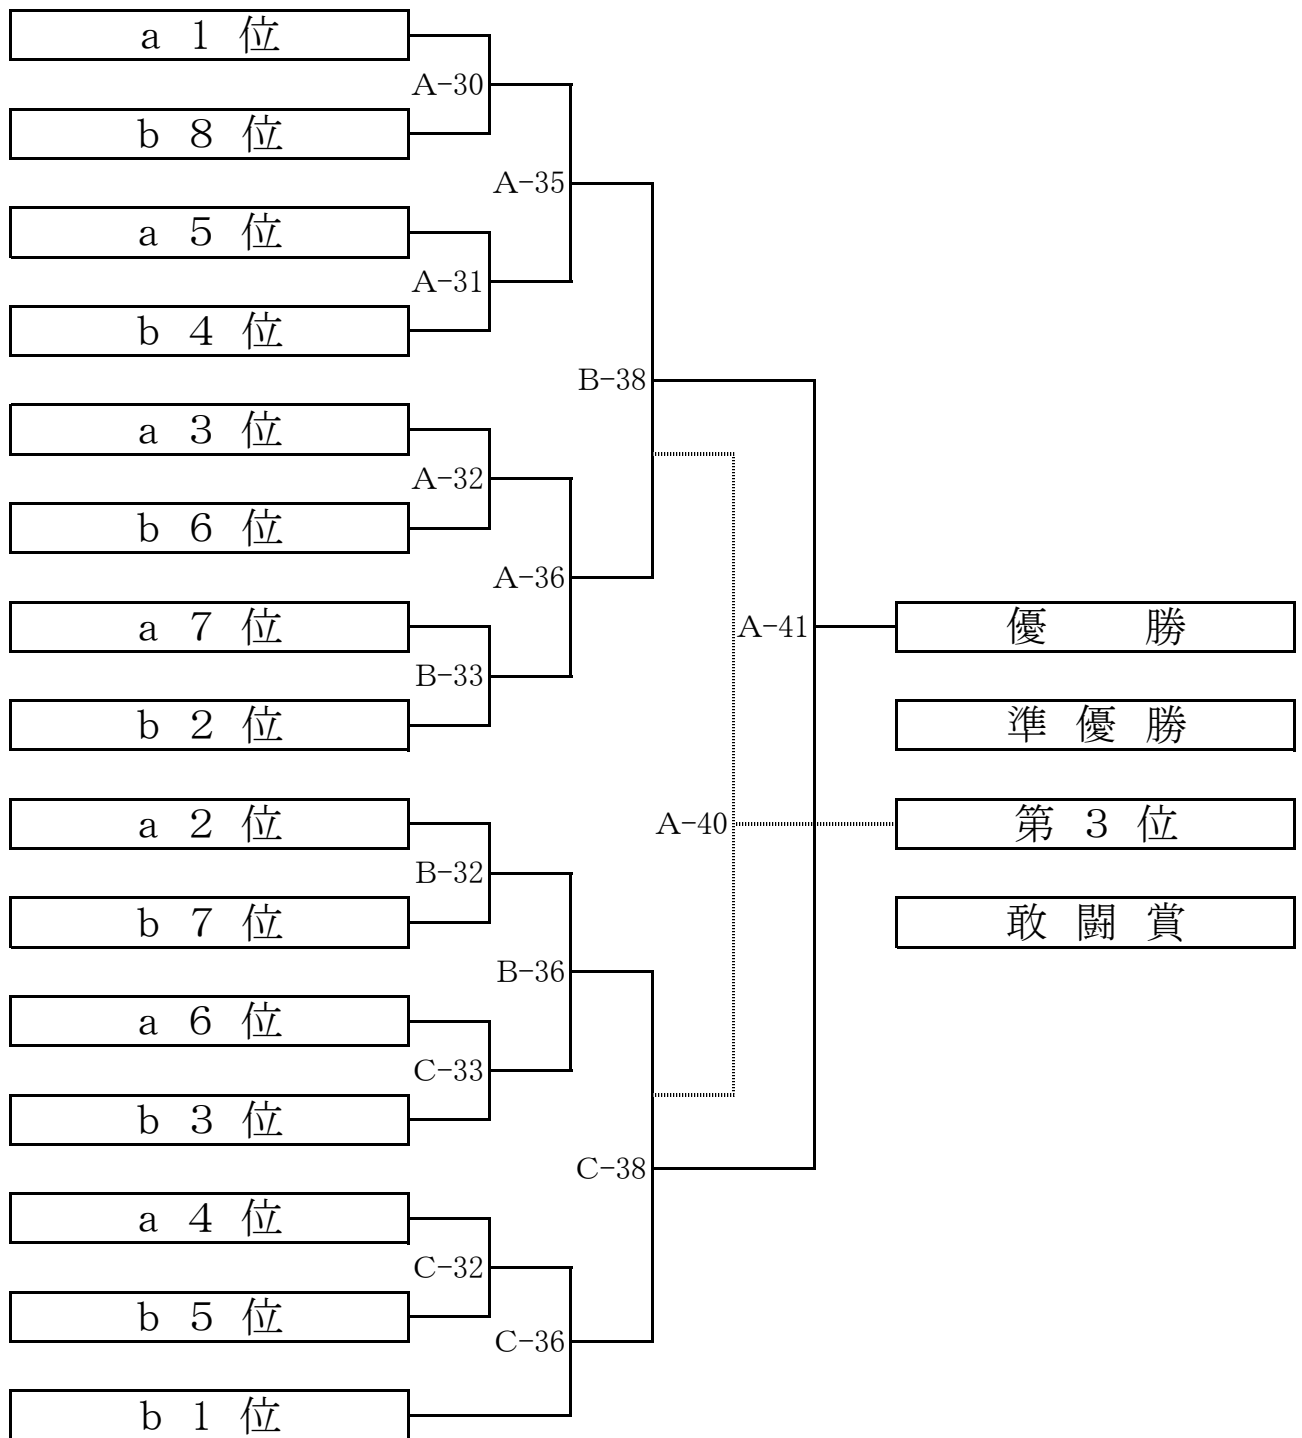 a 1 位
A-30
b 8 位
A-35
a 5 位
A-31
b 4 位
B-38
a 3 位
A-32
b 6 位
A-36
a 7 位
A-41
優 勝
B-33
b 2 位
準 優 勝
a 2 位
A-40
第 3 位
B-32
b 7 位
敢 闘 賞
B-36
a 6 位
C-33
b 3 位
C-38
a 4 位
C-32
b 5 位
C-36
b 1 位